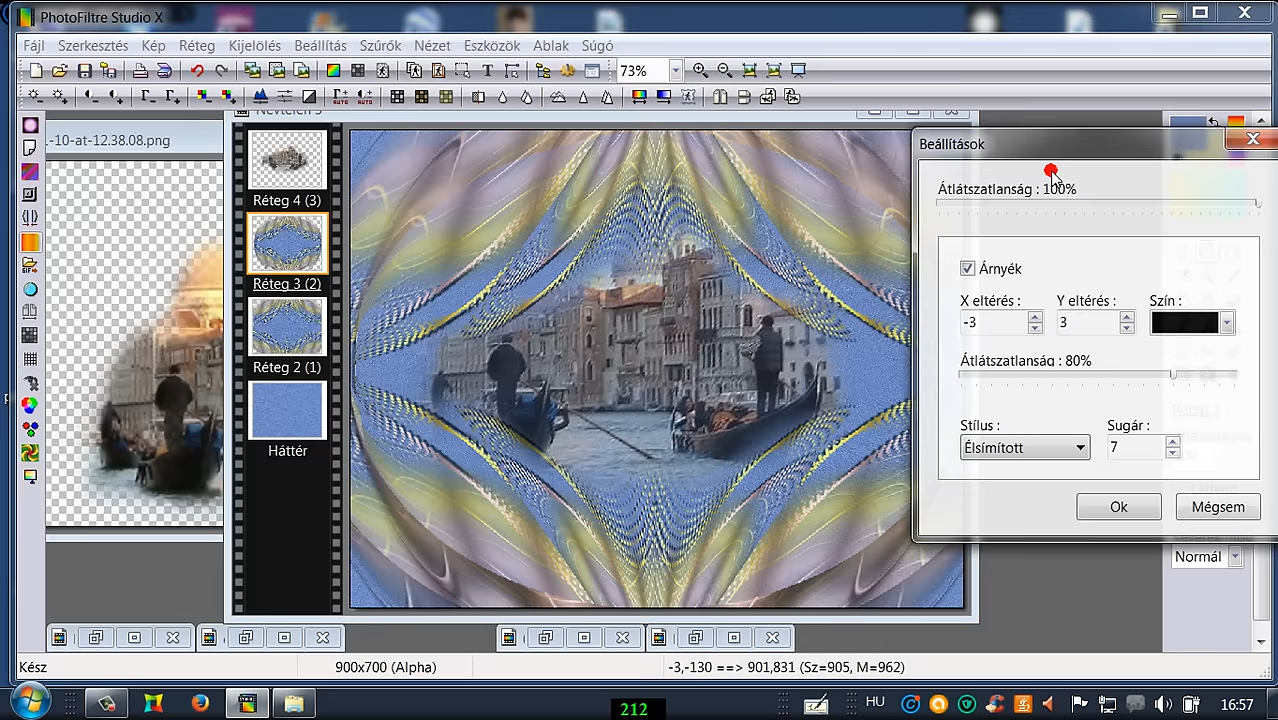 PhotoFiltre Studio X
Fájl Szerkesztés Kép Réteg Kijelölés Beállítás Szűrők Nézet Eszközök Ablak Súgó
73%
-10-at-12.38.08.png
Réteg 4 (3)
Réteg 3 (2)
Réteg 2 (1)
Háttér
Beállítások
Átlátszatlanság : 100%
Árnyék
X eltérés : Y eltérés : Szín :
-3 3
Átlátszatlanság : 80%
Stílus : Sugár :
Élsímított 7
Ok Mégsem
Normál
Kész 900x700 (Alpha) -3,-130 ==> 901,831 (Sz=905, M=962)
212 HU 16:57